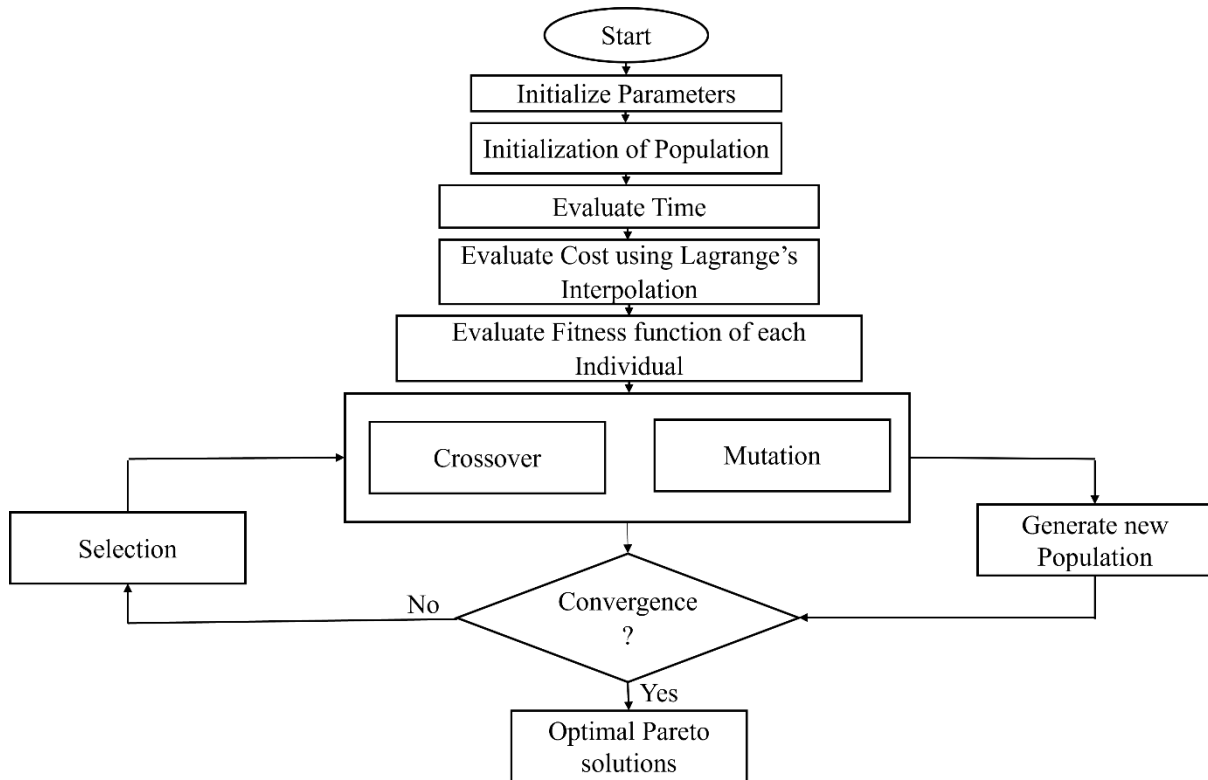 Start
Initialize Parameters
Initialization of Population
Evaluate Time
Evaluate Cost using Lagrange’s
Interpolation
Evaluate Fitness function of each
Individual
Crossover
Mutation
Selection
Generate new
Population
Convergence
?
No
Yes
Optimal Pareto
solutions